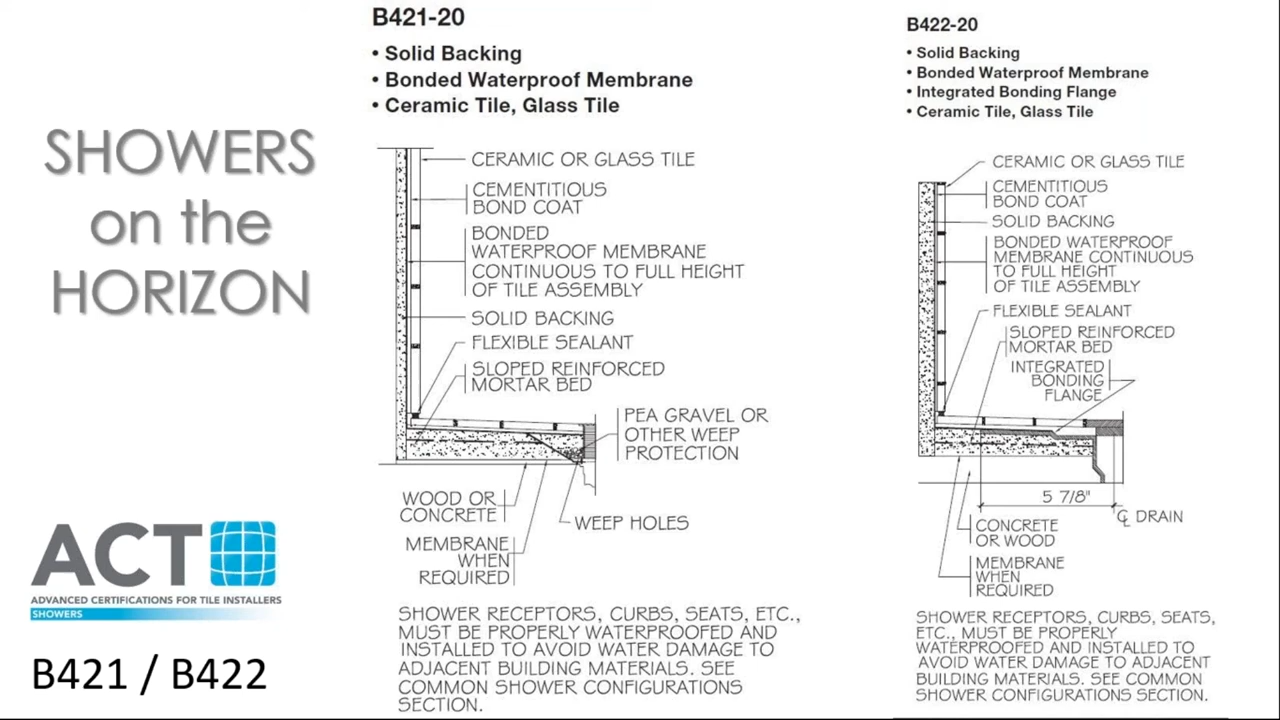 SHOWERS
on the
HORIZON
ACT
ADVANCED CERTIFICATIONS FOR TILE INSTALLERS
SHOWERS
B421 / B422
B421-20
• Solid Backing
• Bonded Waterproof Membrane
• Ceramic Tile, Glass Tile
CERAMIC OR GLASS TILE
CEMENTITIOUS
BOND COAT
BONDED
WATERPROOF MEMBRANE
CONTINUOUS TO FULL HEIGHT
OF TILE ASSEMBLY
SOLID BACKING
FLEXIBLE SEALANT
SLOPED REINFORCED
MORTAR BED
PEA GRAVEL OR
OTHER WEEP
PROTECTION
WOOD OR
CONCRETE
WEEP HOLES
MEMBRANE
WHEN
REQUIRED
SHOWER RECEPTORS, CURBS, SEATS, ETC.,
MUST BE PROPERLY WATERPROOFED AND
INSTALLED TO AVOID WATER DAMAGE TO
ADJACENT BUILDING MATERIALS. SEE
COMMON SHOWER CONFIGURATIONS
SECTION.
B422-20
• Solid Backing
• Bonded Waterproof Membrane
• Integrated Bonding Flange
• Ceramic Tile, Glass Tile
CERAMIC OR GLASS TILE
CEMENTITIOUS
BOND COAT
SOLID BACKING
BONDED WATERPROOF
MEMBRANE CONTINUOUS
TO FULL HEIGHT
OF TILE ASSEMBLY
FLEXIBLE SEALANT
SLOPED REINFORCED
MORTAR BED
INTEGRATED
BONDING
FLANGE
5 7/8"
℄ DRAIN
CONCRETE
OR WOOD
MEMBRANE
WHEN
REQUIRED
SHOWER RECEPTORS, CURBS, SEATS,
ETC., MUST BE PROPERLY
WATERPROOFED AND INSTALLED TO
AVOID WATER DAMAGE TO ADJACENT
BUILDING MATERIALS. SEE COMMON
SHOWER CONFIGURATIONS SECTION.